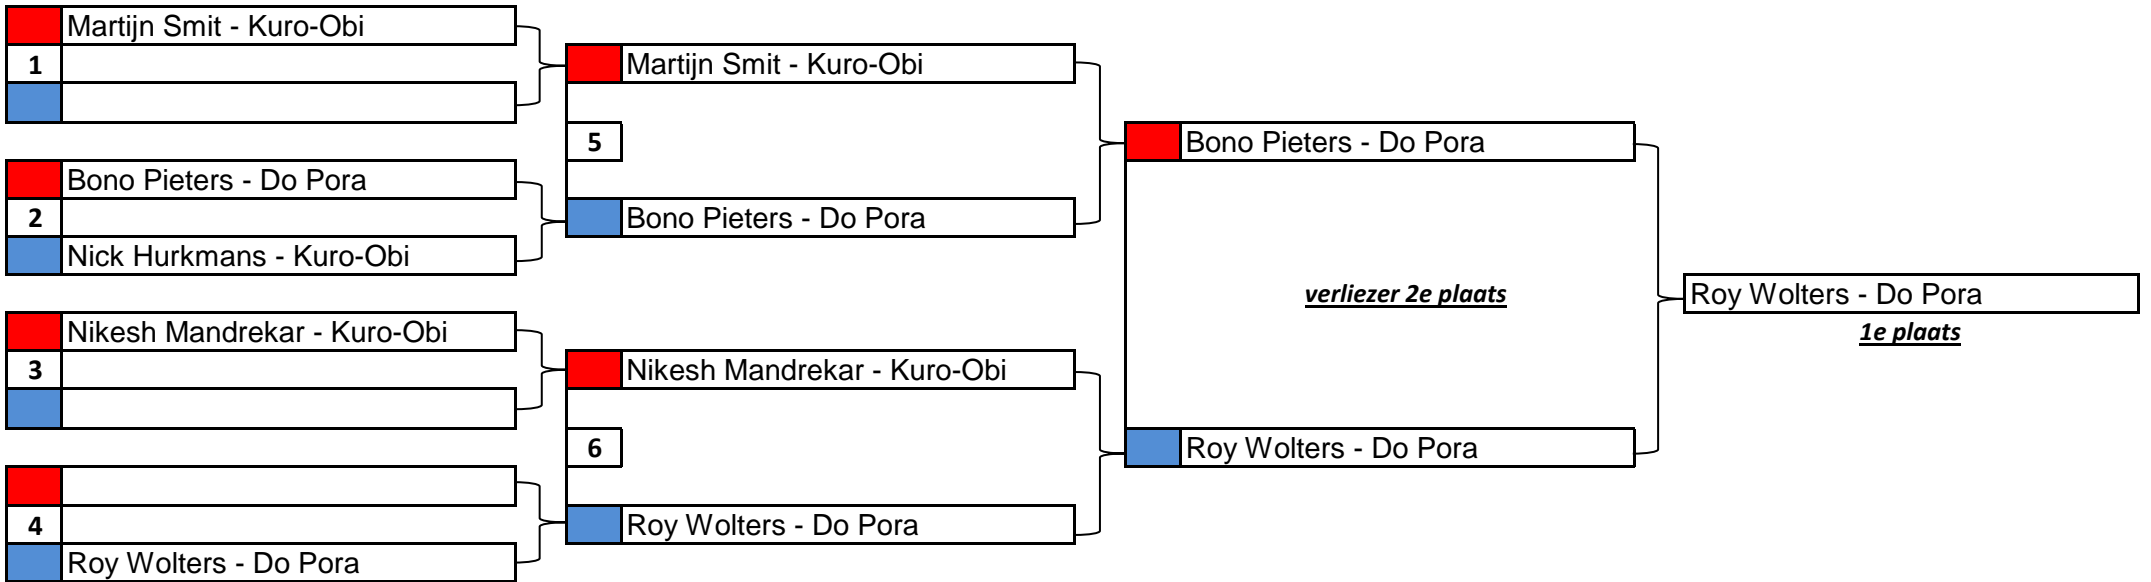 Martijn Smit - Kuro-Obi
1
Bono Pieters - Do Pora
2
Nick Hurkmans - Kuro-Obi
Nikesh Mandrekar - Kuro-Obi
3
4
Roy Wolters - Do Pora
Martijn Smit - Kuro-Obi
5
Bono Pieters - Do Pora
Nikesh Mandrekar - Kuro-Obi
6
Roy Wolters - Do Pora
Bono Pieters - Do Pora
verliezer 2e plaats
Roy Wolters - Do Pora
Roy Wolters - Do Pora
1e plaats